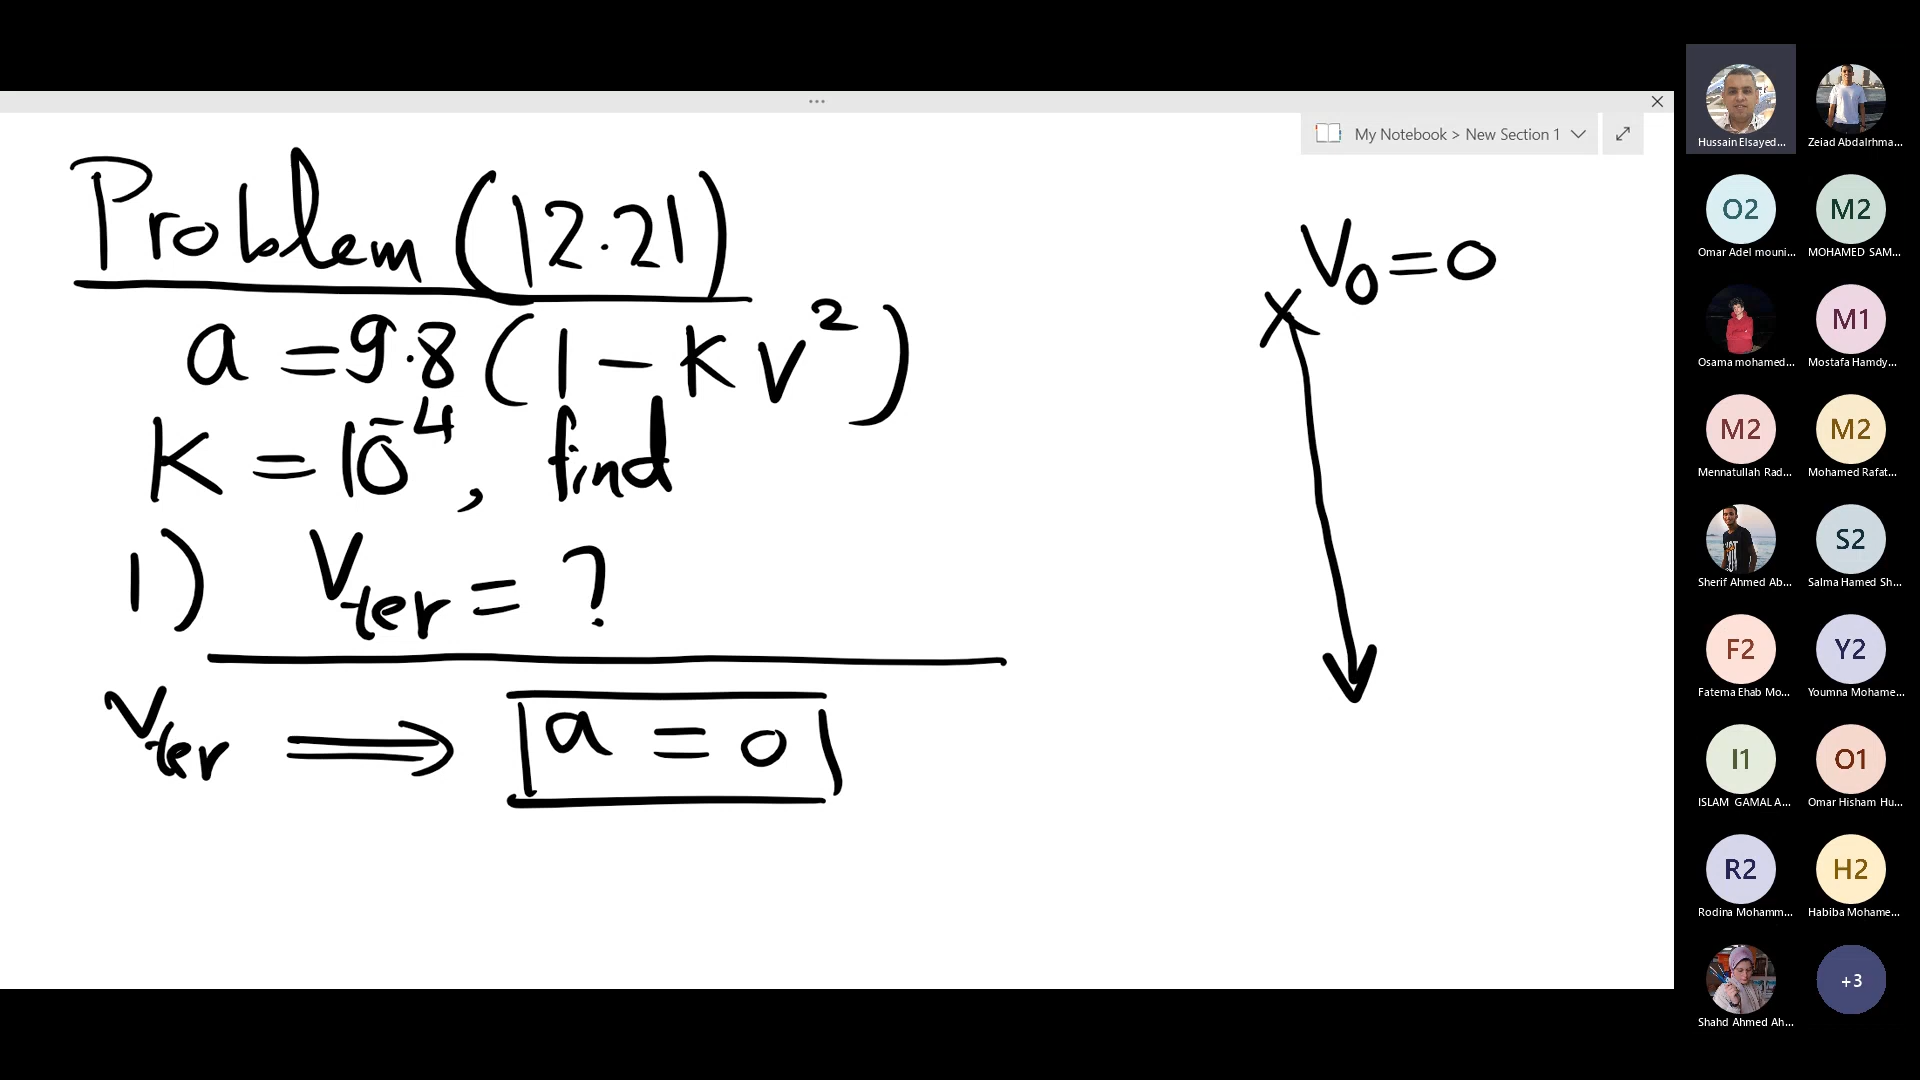 ...
My Notebook > New Section 1
Problem (12.21)
a = 9.8 (1 - K V²)
K = 10⁻⁴, find
1) Vter = ?
Vter ⟹ a = 0
V₀ = 0
Hussain Elsayed...
Zeiad Abdalrhma...
O2
Omar Adel mouni...
M2
MOHAMED SAM...
Osama mohamed...
M1
Mostafa Hamdy...
M2
Mennatullah Rad...
M2
Mohamed Rafat...
Sherif Ahmed Ab...
S2
Salma Hamed Sh...
F2
Fatema Ehab Mo...
Y2
Youmna Mohame...
I1
ISLAM GAMAL A...
O1
Omar Hisham Hu...
R2
Rodina Mohamm...
H2
Habiba Mohame...
Shahd Ahmed Ah...
+3